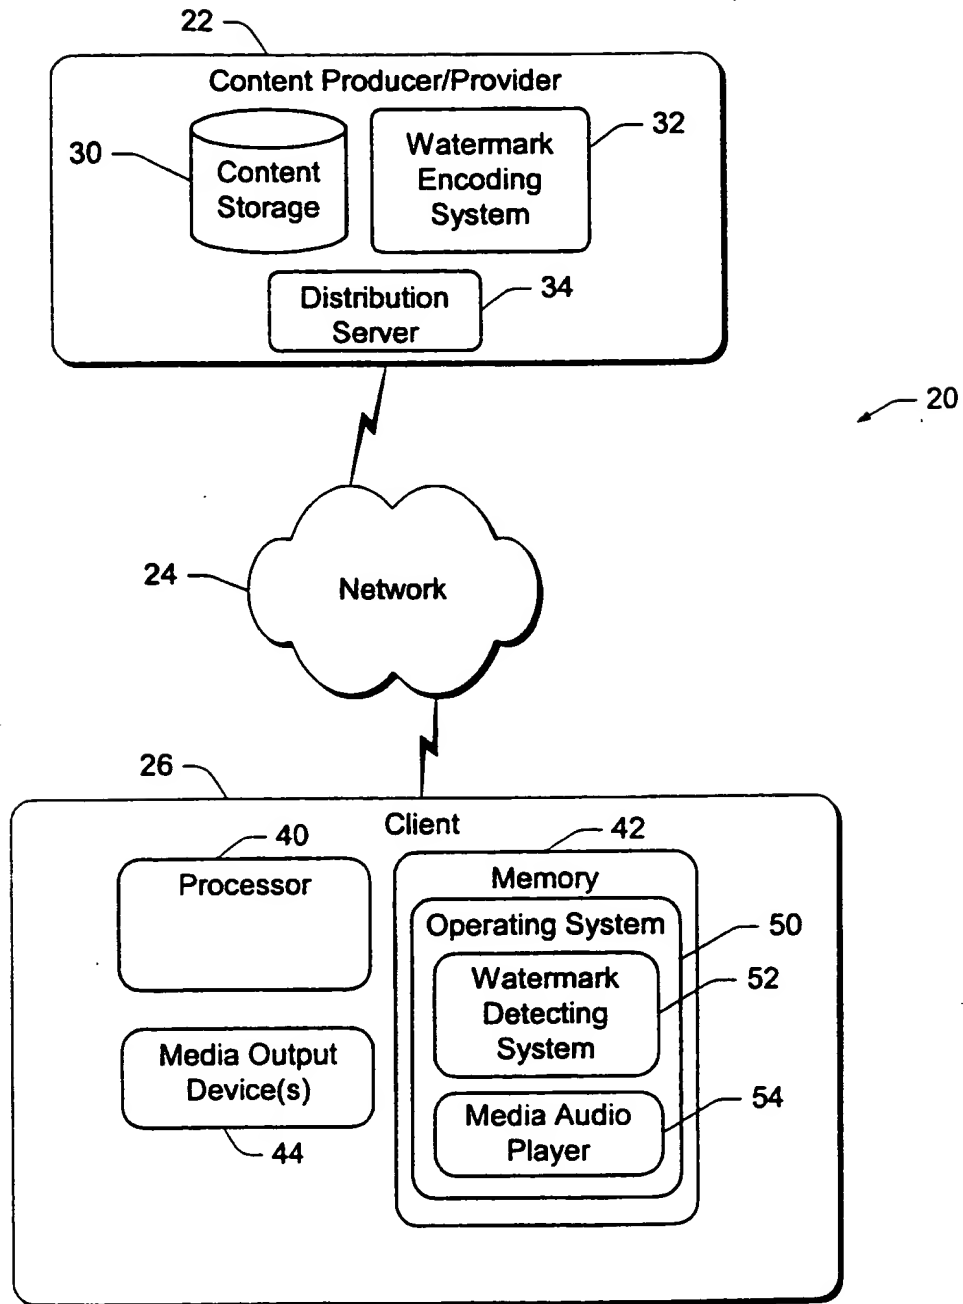 22
Content Producer/Provider
30
Content
Storage
Watermark
Encoding
System
32
Distribution
Server
34
20
24
Network
26
Client
40
Processor
42
Memory
Operating System
50
Watermark
Detecting
System
52
Media Output
Device(s)
44
Media Audio
Player
54